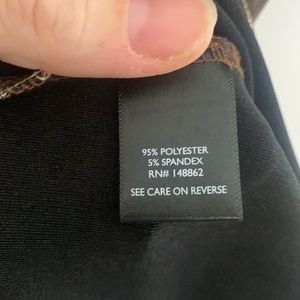 95% POLYESTER
5% SPANDEX
RN# 148862
SEE CARE ON REVERSE